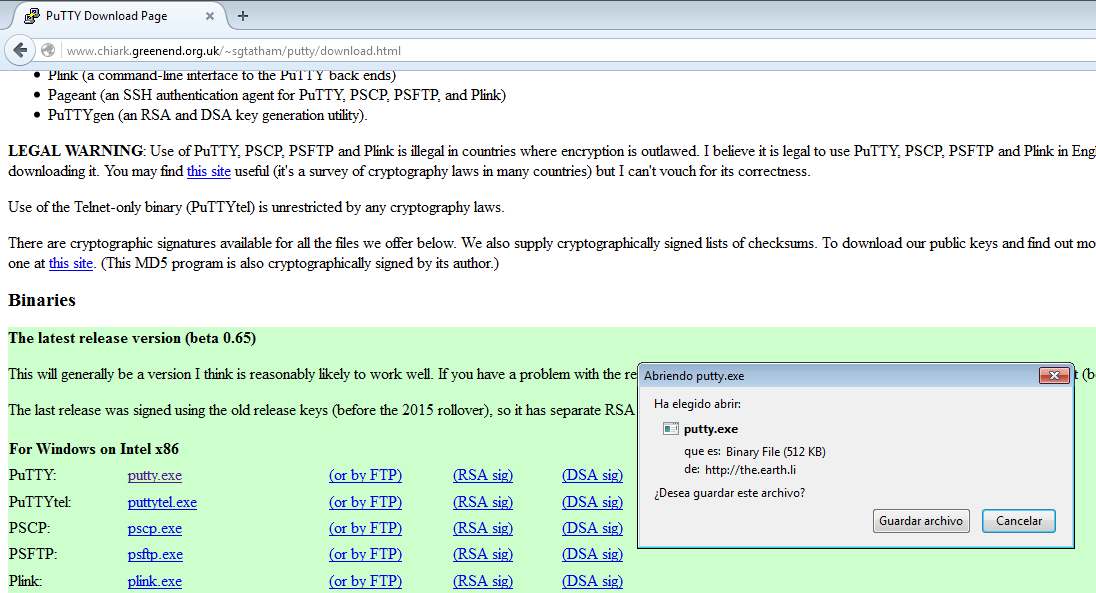 PuTTY Download Page
www.chiark.greenend.org.uk/~sgtatham/putty/download.html
Plink (a command-line interface to the PuTTY back ends)
Pageant (an SSH authentication agent for PuTTY, PSCP, PSFTP, and Plink)
PuTTYgen (an RSA and DSA key generation utility).
LEGAL WARNING: Use of PuTTY, PSCP, PSFTP and Plink is illegal in countries where encryption is outlawed. I believe it is legal to use PuTTY, PSCP, PSFTP and Plink in Eng
downloading it. You may find this site useful (it's a survey of cryptography laws in many countries) but I can't vouch for its correctness.
Use of the Telnet-only binary (PuTTYtel) is unrestricted by any cryptography laws.
There are cryptographic signatures available for all the files we offer below. We also supply cryptographically signed lists of checksums. To download our public keys and find out mo
one at this site. (This MD5 program is also cryptographically signed by its author.)
Binaries
The latest release version (beta 0.65)
This will generally be a version I think is reasonably likely to work well. If you have a problem with the re
The last release was signed using the old release keys (before the 2015 rollover), so it has separate RSA
For Windows on Intel x86
PuTTY: putty.exe (or by FTP) (RSA sig) (DSA sig)
PuTTYtel: puttytel.exe (or by FTP) (RSA sig) (DSA sig)
PSCP: pscp.exe (or by FTP) (RSA sig) (DSA sig)
PSFTP: psftp.exe (or by FTP) (RSA sig) (DSA sig)
Plink: plink.exe (or by FTP) (RSA sig) (DSA sig)
Abriendo putty.exe
Ha elegido abrir:
putty.exe
que es: Binary File (512 KB)
de: http://the.earth.li
¿Desea guardar este archivo?
Guardar archivo Cancelar